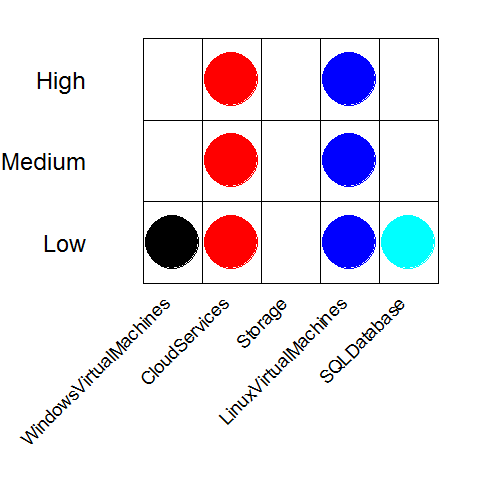 High
Medium
Low
WindowsVirtualMachines
CloudServices
Storage
LinuxVirtualMachines
SQLDatabase